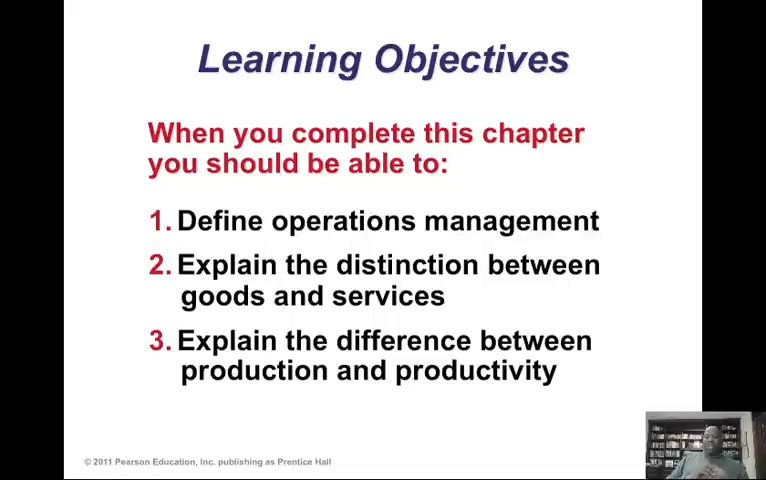 Learning Objectives
When you complete this chapter
you should be able to:
1. Define operations management
2. Explain the distinction between
goods and services
3. Explain the difference between
production and productivity
© 2011 Pearson Education, Inc. publishing as Prentice Hall